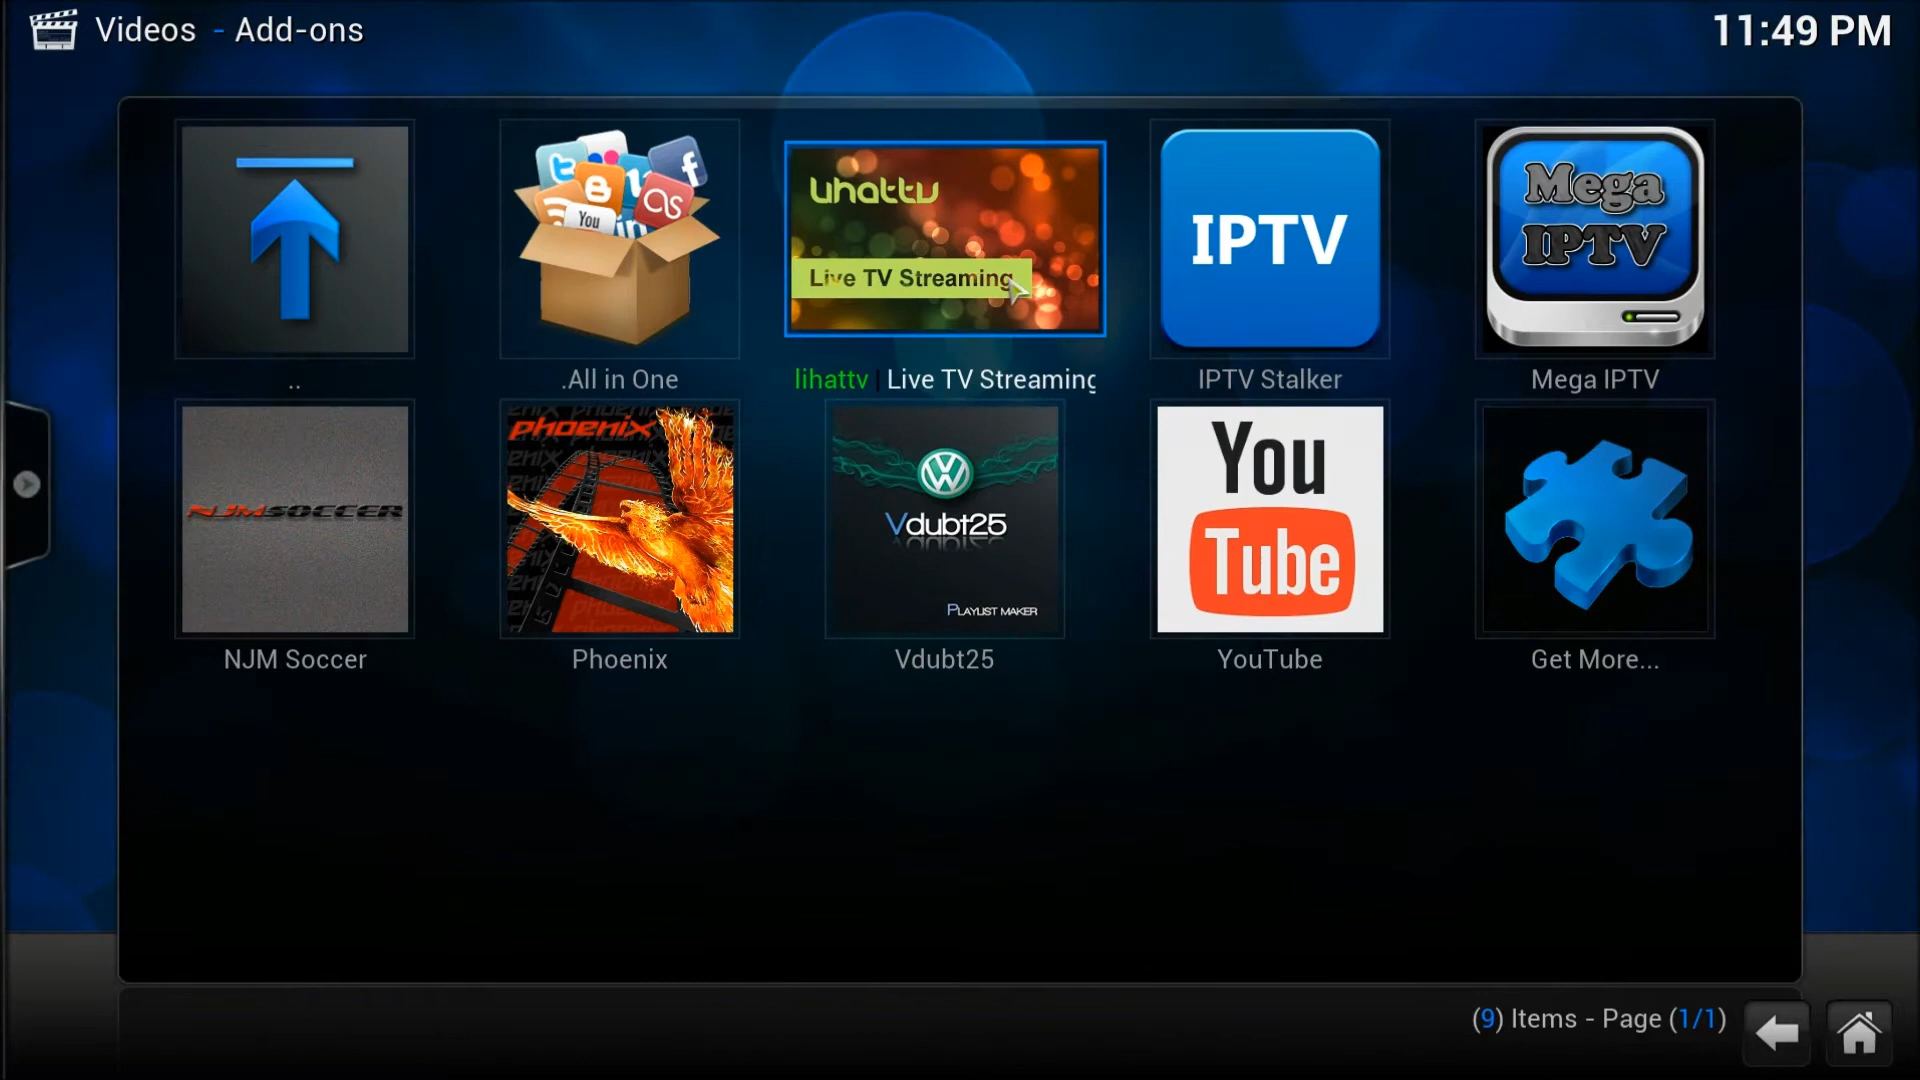 Videos - Add-ons
11:49 PM
You
lihattv
Live TV Streaming
IPTV
Mega
IPTV
..
.All in One
lihattv | Live TV Streaming
IPTV Stalker
Mega IPTV
NJMSOCCER
phoenix
Vdubt25
PLAYLIST MAKER
You
Tube
NJM Soccer
Phoenix
Vdubt25
YouTube
Get More...
(9) Items - Page (1/1)